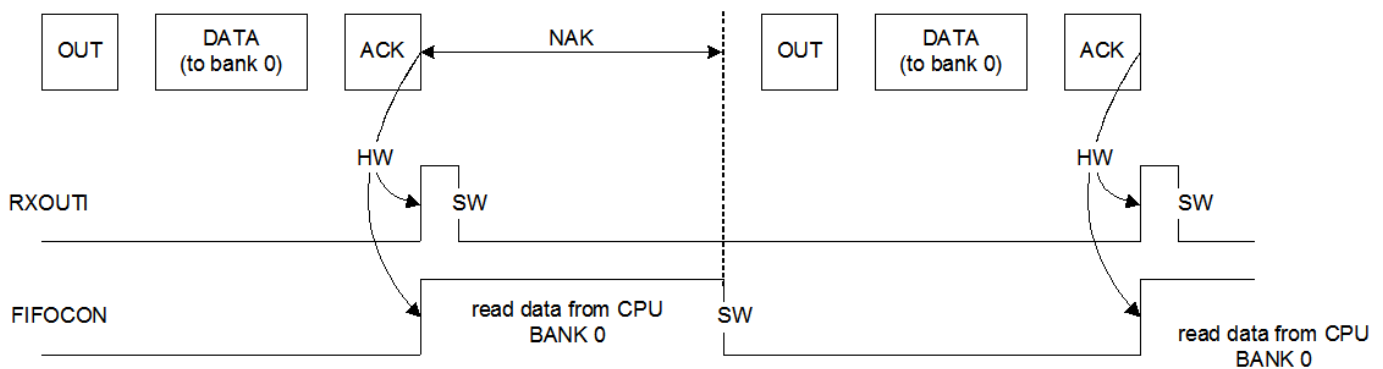 OUT
DATA
(to bank 0)
ACK
NAK
OUT
DATA
(to bank 0)
ACK
HW
HW
RXOUTI
SW
SW
FIFOCON
read data from CPU
BANK 0
SW
read data from CPU
BANK 0